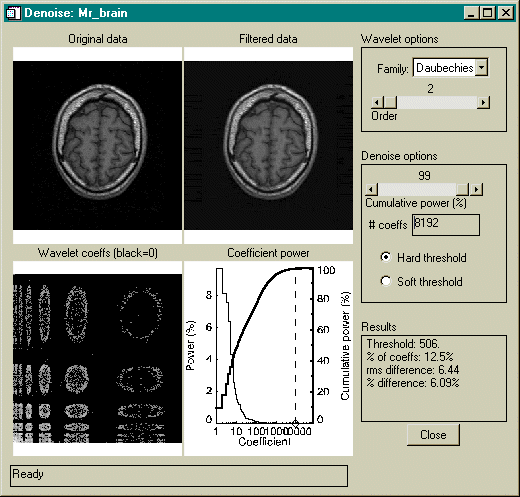 Denoise: Mr_brain
Original data
Filtered data
Wavelet options
Family: Daubechies
2
Order
Denoise options
99
Cumulative power (%)
# coeffs 8192
Hard threshold
Soft threshold
Wavelet coeffs (black=0)
Coefficient power
Power (%)
8
6
4
2
0
100
80
60
40
20
0
Cumulative power (%)
1 10 100 1000 10000
Coefficient
Results
Threshold: 506.
% of coeffs: 12.5%
rms difference: 6.44
% difference: 6.09%
Close
Ready